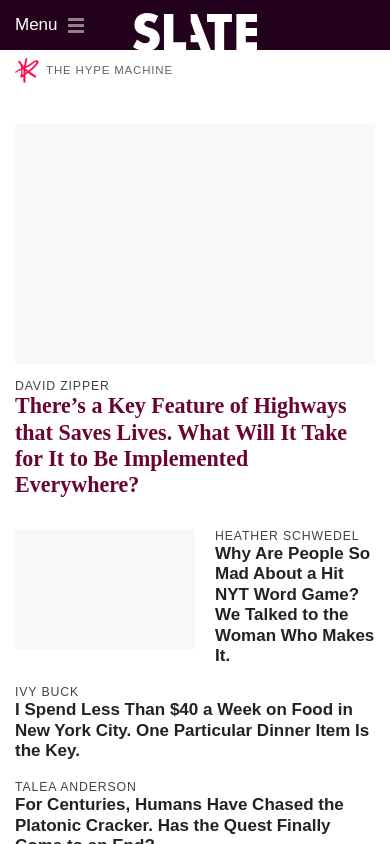 Menu
SLATE
THE HYPE MACHINE
DAVID ZIPPER
There’s a Key Feature of Highways
that Saves Lives. What Will It Take
for It to Be Implemented
Everywhere?
HEATHER SCHWEDEL
Why Are People So
Mad About a Hit
NYT Word Game?
We Talked to the
Woman Who Makes
It.
IVY BUCK
I Spend Less Than $40 a Week on Food in
New York City. One Particular Dinner Item Is
the Key.
TALEA ANDERSON
For Centuries, Humans Have Chased the
Platonic Cracker. Has the Quest Finally
Come to an End?